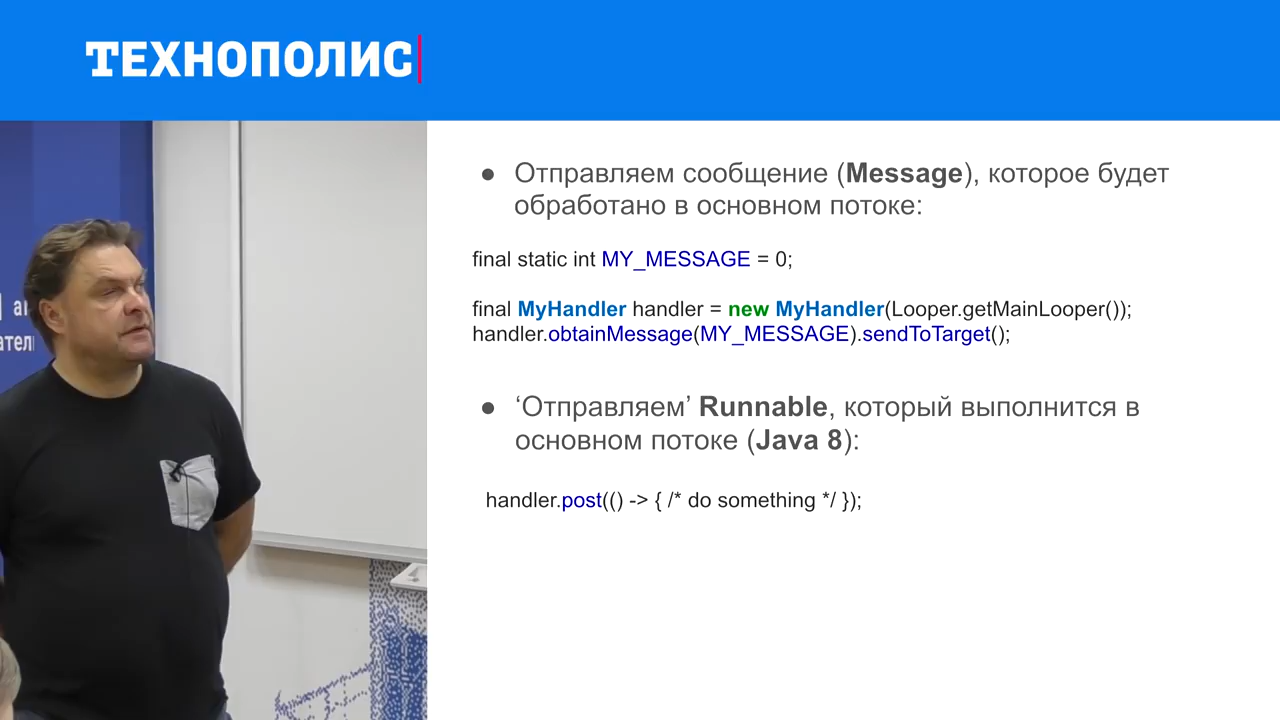 ТЕХНОПОЛИС
● Отправляем сообщение (Message), которое будет
обработано в основном потоке:
final static int MY_MESSAGE = 0;
final MyHandler handler = new MyHandler(Looper.getMainLooper());
handler.obtainMessage(MY_MESSAGE).sendToTarget();
● ‘Отправляем’ Runnable, который выполнится в
основном потоке (Java 8):
handler.post(() -> { /* do something */ });